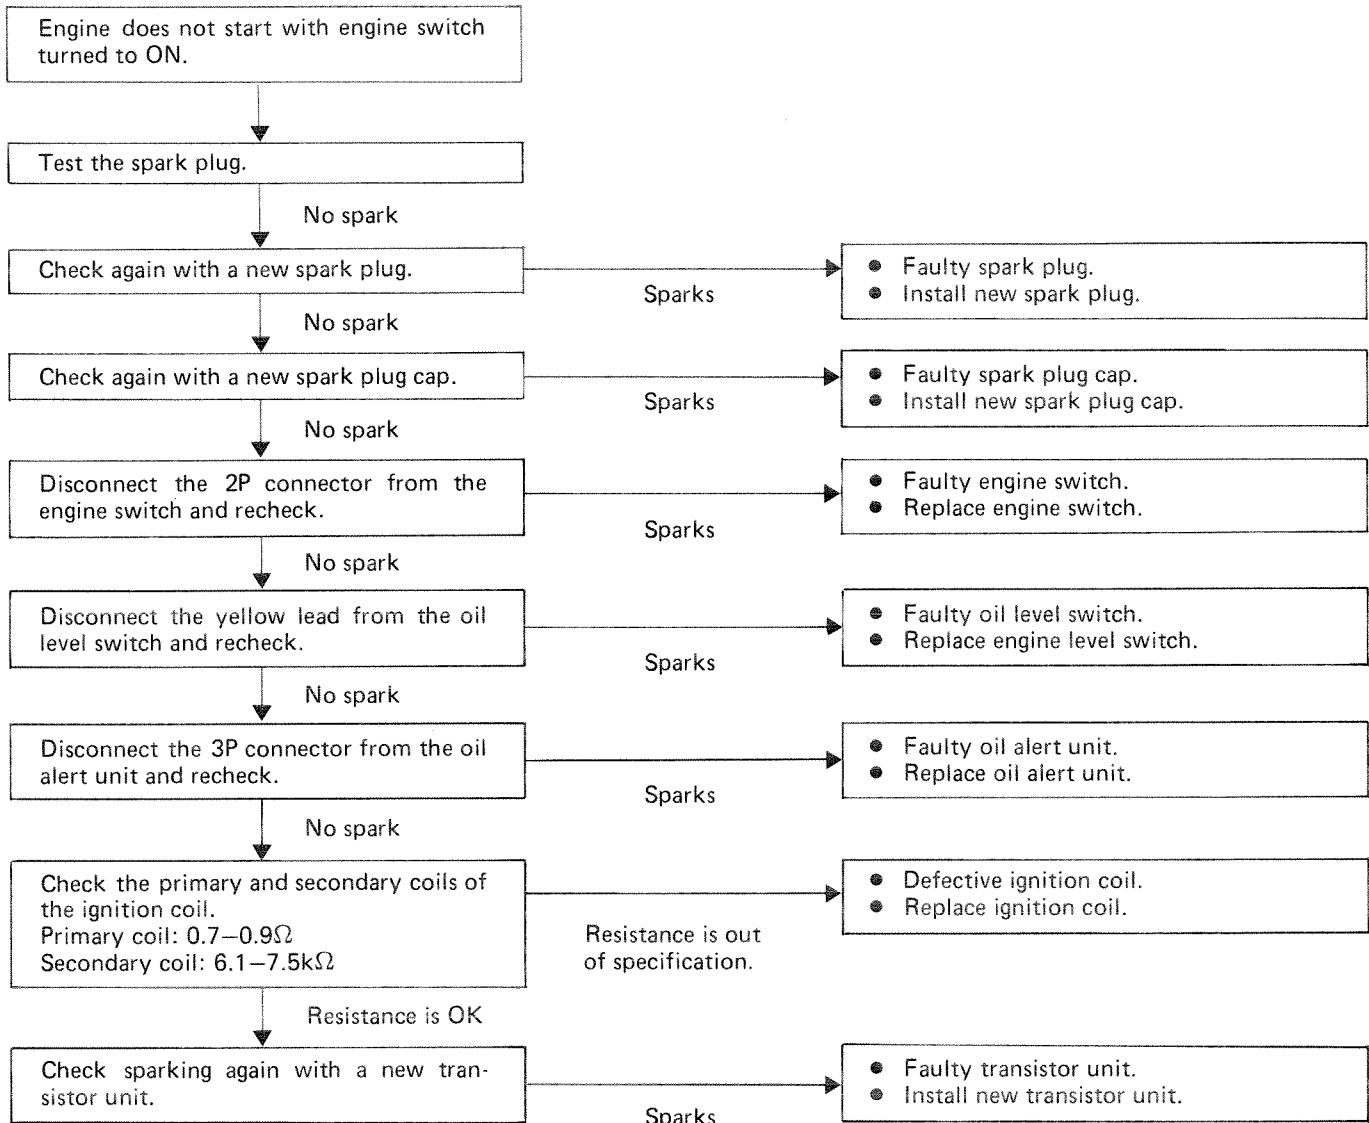 Engine does not start with engine switch
turned to ON.
Test the spark plug.
No spark
Check again with a new spark plug.
Sparks
● Faulty spark plug.
● Install new spark plug.
No spark
Check again with a new spark plug cap.
Sparks
● Faulty spark plug cap.
● Install new spark plug cap.
No spark
Disconnect the 2P connector from the
engine switch and recheck.
Sparks
● Faulty engine switch.
● Replace engine switch.
No spark
Disconnect the yellow lead from the oil
level switch and recheck.
Sparks
● Faulty oil level switch.
● Replace engine level switch.
No spark
Disconnect the 3P connector from the oil
alert unit and recheck.
Sparks
● Faulty oil alert unit.
● Replace oil alert unit.
No spark
Check the primary and secondary coils of
the ignition coil.
Primary coil: 0.7–0.9Ω
Secondary coil: 6.1–7.5kΩ
Resistance is out
of specification.
● Defective ignition coil.
● Replace ignition coil.
Resistance is OK
Check sparking again with a new tran-
sistor unit.
Sparks
● Faulty transistor unit.
● Install new transistor unit.